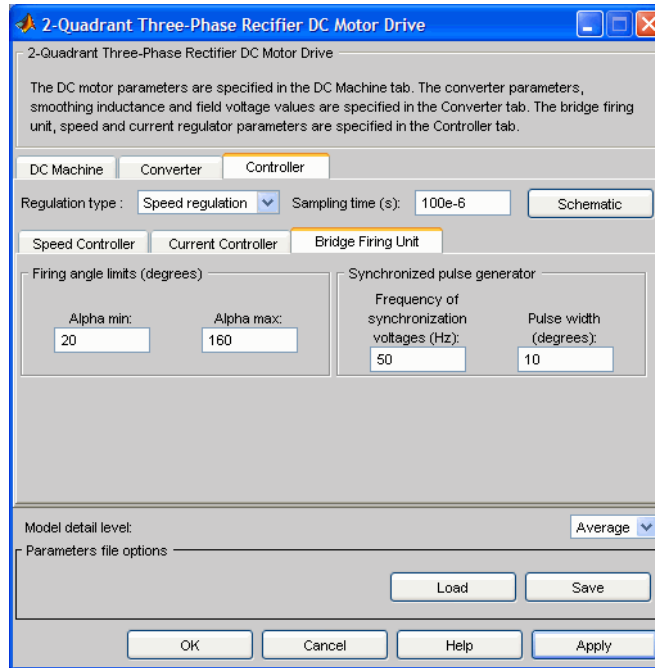 2-Quadrant Three-Phase Recifier DC Motor Drive
2-Quadrant Three-Phase Rectifier DC Motor Drive
The DC motor parameters are specified in the DC Machine tab. The converter parameters,
smoothing inductance and field voltage values are specified in the Converter tab. The bridge firing
unit, speed and current regulator parameters are specified in the Controller tab.
DC Machine Converter Controller
Regulation type : Speed regulation Sampling time (s): 100e-6 Schematic
Speed Controller Current Controller Bridge Firing Unit
Firing angle limits (degrees)
Alpha min: Alpha max:
20 160
Synchronized pulse generator
Frequency of
synchronization
voltages (Hz):
50
Pulse width
(degrees):
10
Model detail level: Average
Parameters file options
Load Save
OK Cancel Help Apply